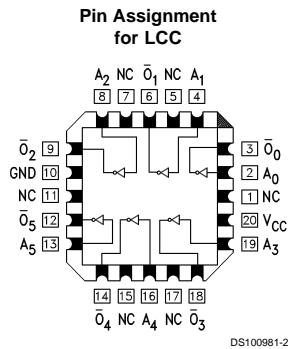 Pin Assignment
for LCC
A₂ NC Ō₁ NC A₁
8 7 6 5 4
Ō₂ 9
GND 10
NC 11
Ō₅ 12
A₅ 13
3 Ō₀
2 A₀
1 NC
20 V_CC
19 A₃
14 15 16 17 18
Ō₄ NC A₄ NC Ō₃
DS100981-2